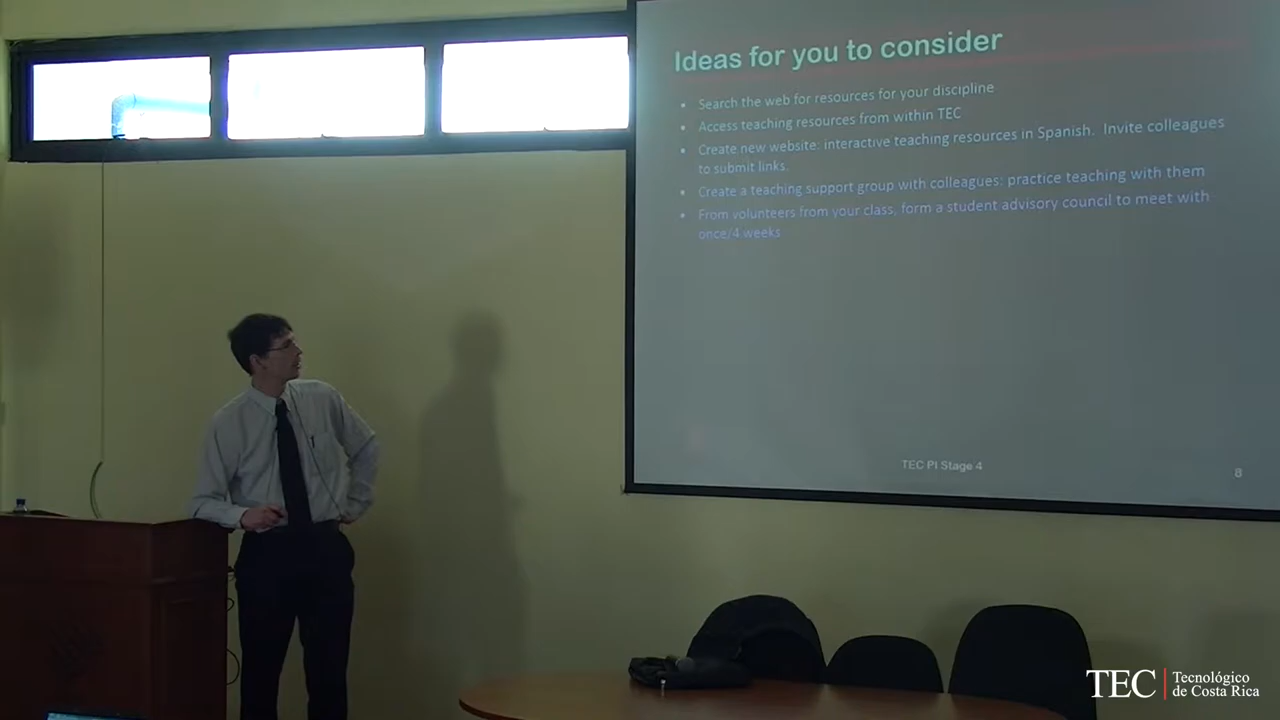 Ideas for you to consider
• Search the web for resources for your discipline
• Access teaching resources from within TEC
• Create new website: interactive teaching resources in Spanish. Invite colleagues
to submit links.
• Create a teaching support group with colleagues: practice teaching with them
• From volunteers from your class, form a student advisory council to meet with
once/4 weeks
TEC PI Stage 4
8
TEC | Tecnológico
de Costa Rica